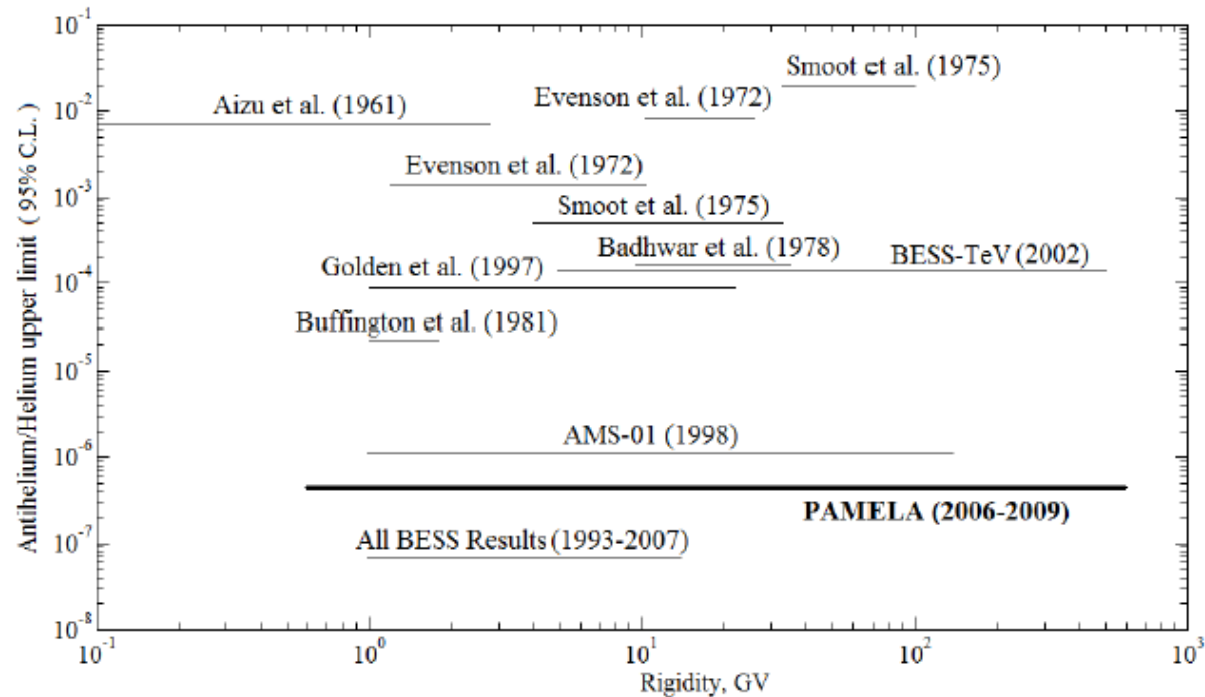 Antihelium/Helium upper limit ( 95% C.L. )
10^-1
10^-2
10^-3
10^-4
10^-5
10^-6
10^-7
10^-8
Smoot et al. (1975)
Evenson et al. (1972)
Aizu et al. (1961)
Evenson et al. (1972)
Smoot et al. (1975)
Badhwar et al. (1978)
BESS-TeV (2002)
Golden et al. (1997)
Buffington et al. (1981)
AMS-01 (1998)
PAMELA (2006-2009)
All BESS Results (1993-2007)
10^-1
10^0
10^1
10^2
10^3
Rigidity, GV